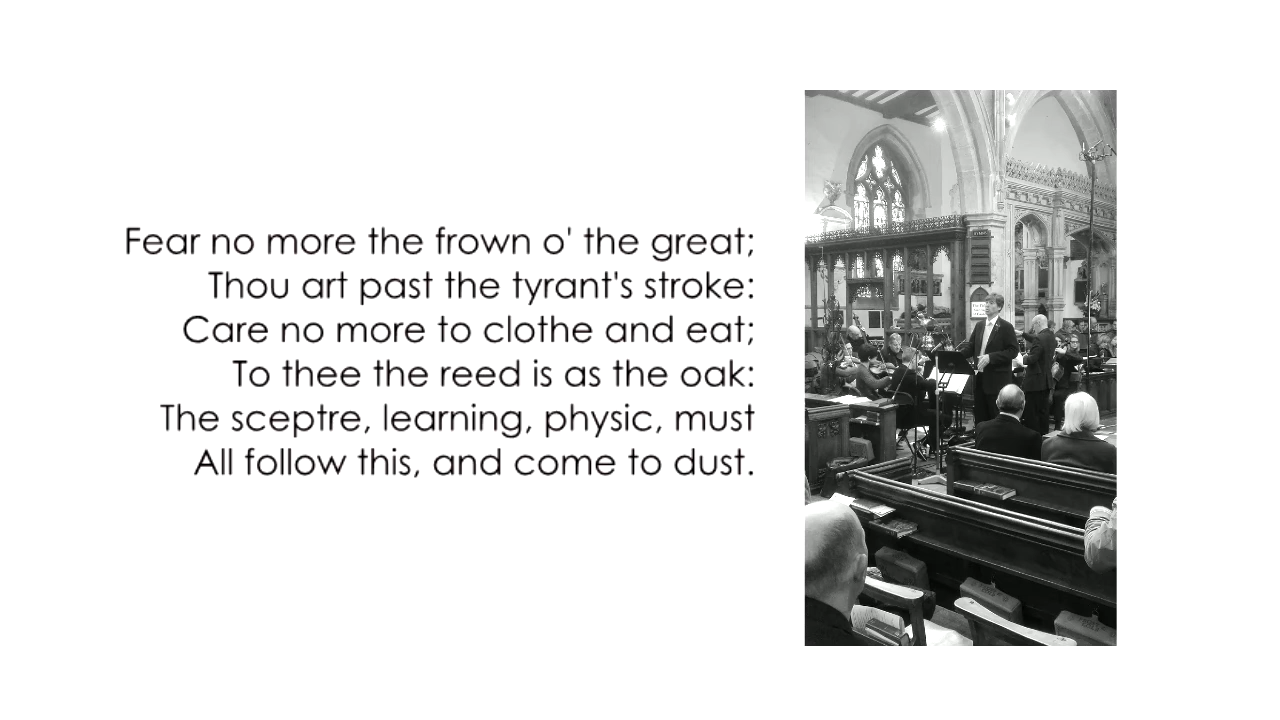 Fear no more the frown o' the great;
Thou art past the tyrant's stroke:
Care no more to clothe and eat;
To thee the reed is as the oak:
The sceptre, learning, physic, must
All follow this, and come to dust.